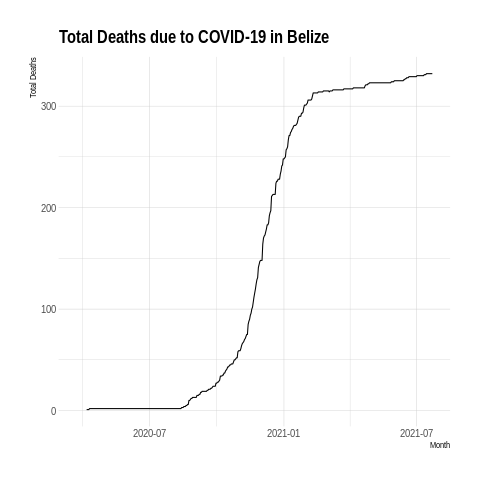 Total Deaths due to COVID-19 in Belize
Total Deaths
300
200
100
0
2020-07
2021-01
2021-07
Month